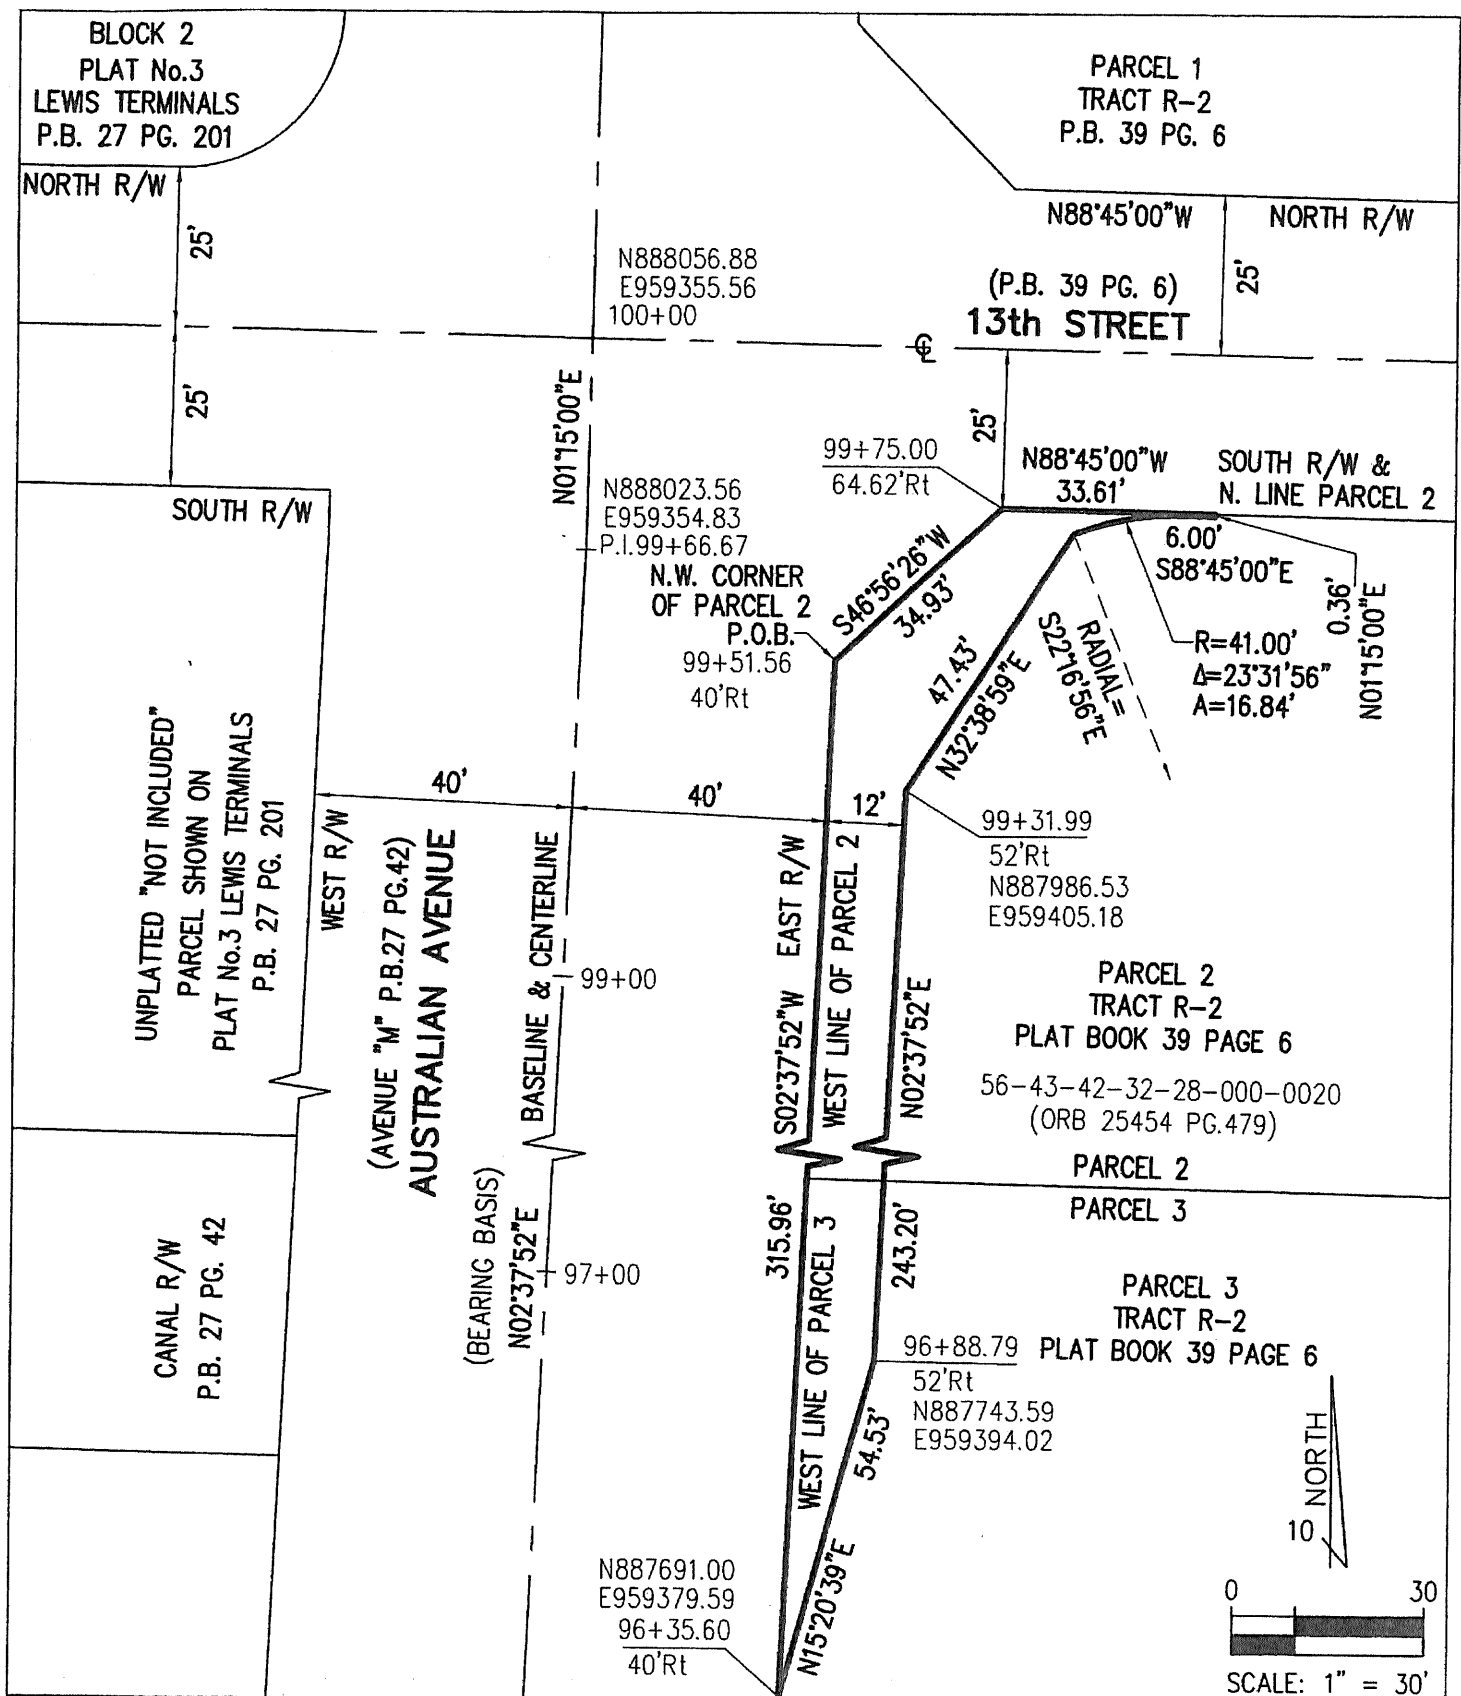 BLOCK 2
PLAT No.3
LEWIS TERMINALS
P.B. 27 PG. 201
NORTH R/W
25'
25'
SOUTH R/W
PARCEL 1
TRACT R-2
P.B. 39 PG. 6
N88°45'00"W
NORTH R/W
25'
(P.B. 39 PG. 6)
13th STREET
℄
N888056.88
E959355.56
100+00
N01°15'00"E
25'
99+75.00
64.62'Rt
N88°45'00"W
33.61'
SOUTH R/W &
N. LINE PARCEL 2
N888023.56
E959354.83
P.I.99+66.67
N.W. CORNER
OF PARCEL 2
P.O.B.
99+51.56
40'Rt
S46°56'26"W
34.93'
6.00'
S88°45'00"E
0.36'
N01°15'00"E
R=41.00'
Δ=23°31'56"
A=16.84'
RADIAL=
S22°16'56"E
47.43'
N32°38'59"E
UNPLATTED "NOT INCLUDED"
PARCEL SHOWN ON
PLAT No.3 LEWIS TERMINALS
P.B. 27 PG. 201
40'
40'
12'
99+31.99
52'Rt
N887986.53
E959405.18
WEST R/W
(AVENUE "M" P.B.27 PG.42)
AUSTRALIAN AVENUE
BASELINE & CENTERLINE
99+00
S02°37'52"W EAST R/W
WEST LINE OF PARCEL 2
N02°37'52"E
PARCEL 2
TRACT R-2
PLAT BOOK 39 PAGE 6
56-43-42-32-28-000-0020
(ORB 25454 PG.479)
PARCEL 2
PARCEL 3
CANAL R/W
P.B. 27 PG. 42
(BEARING BASIS)
N02°37'52"E
97+00
315.96'
WEST LINE OF PARCEL 3
243.20'
PARCEL 3
TRACT R-2
PLAT BOOK 39 PAGE 6
96+88.79
52'Rt
N887743.59
E959394.02
54.53'
N15°20'39"E
N887691.00
E959379.59
96+35.60
40'Rt
NORTH
10
0 30
SCALE: 1" = 30'